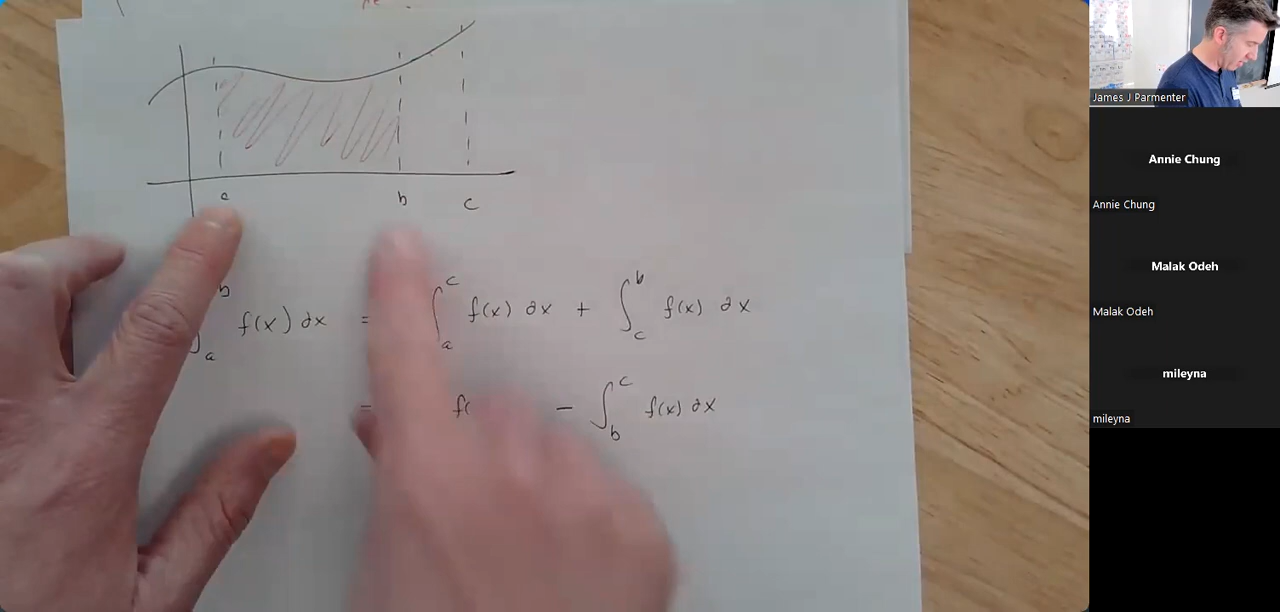 a b c
∫_a^b f(x) dx = ∫_a^c f(x) dx + ∫_c^b f(x) dx
= f( − ∫_b^c f(x) dx
James J Parmenter
Annie Chung
Annie Chung
Malak Odeh
Malak Odeh
mileyna
mileyna